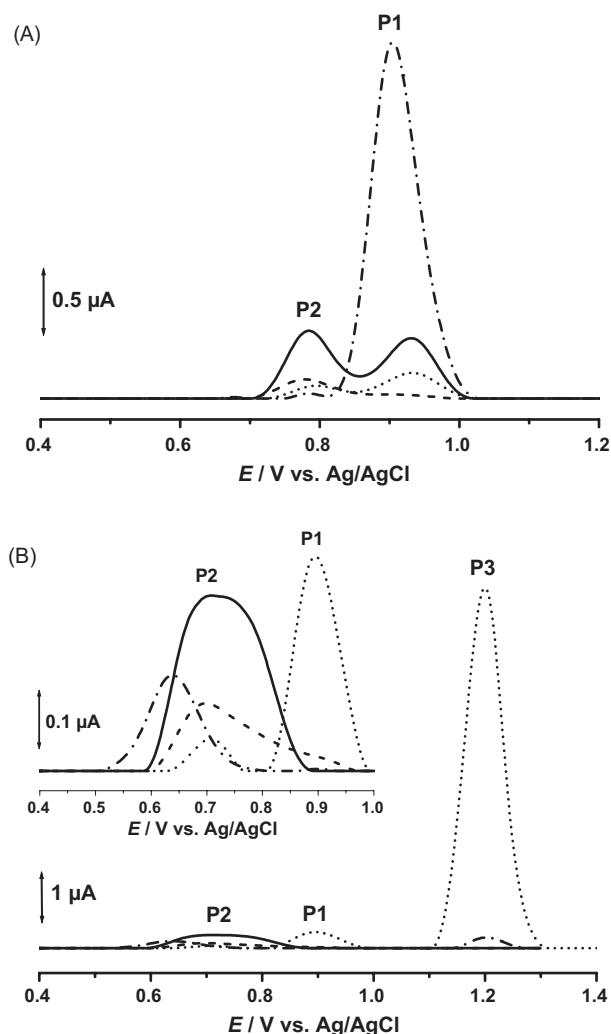 (A)
P1
0.5 µA
P2
0.4 0.6 0.8 1.0 1.2
E / V vs. Ag/AgCl
(B)
P1
P2
P3
0.1 µA
0.4 0.5 0.6 0.7 0.8 0.9 1.0
E / V vs. Ag/AgCl
1 µA
P2 P1
0.4 0.6 0.8 1.0 1.2 1.4
E / V vs. Ag/AgCl